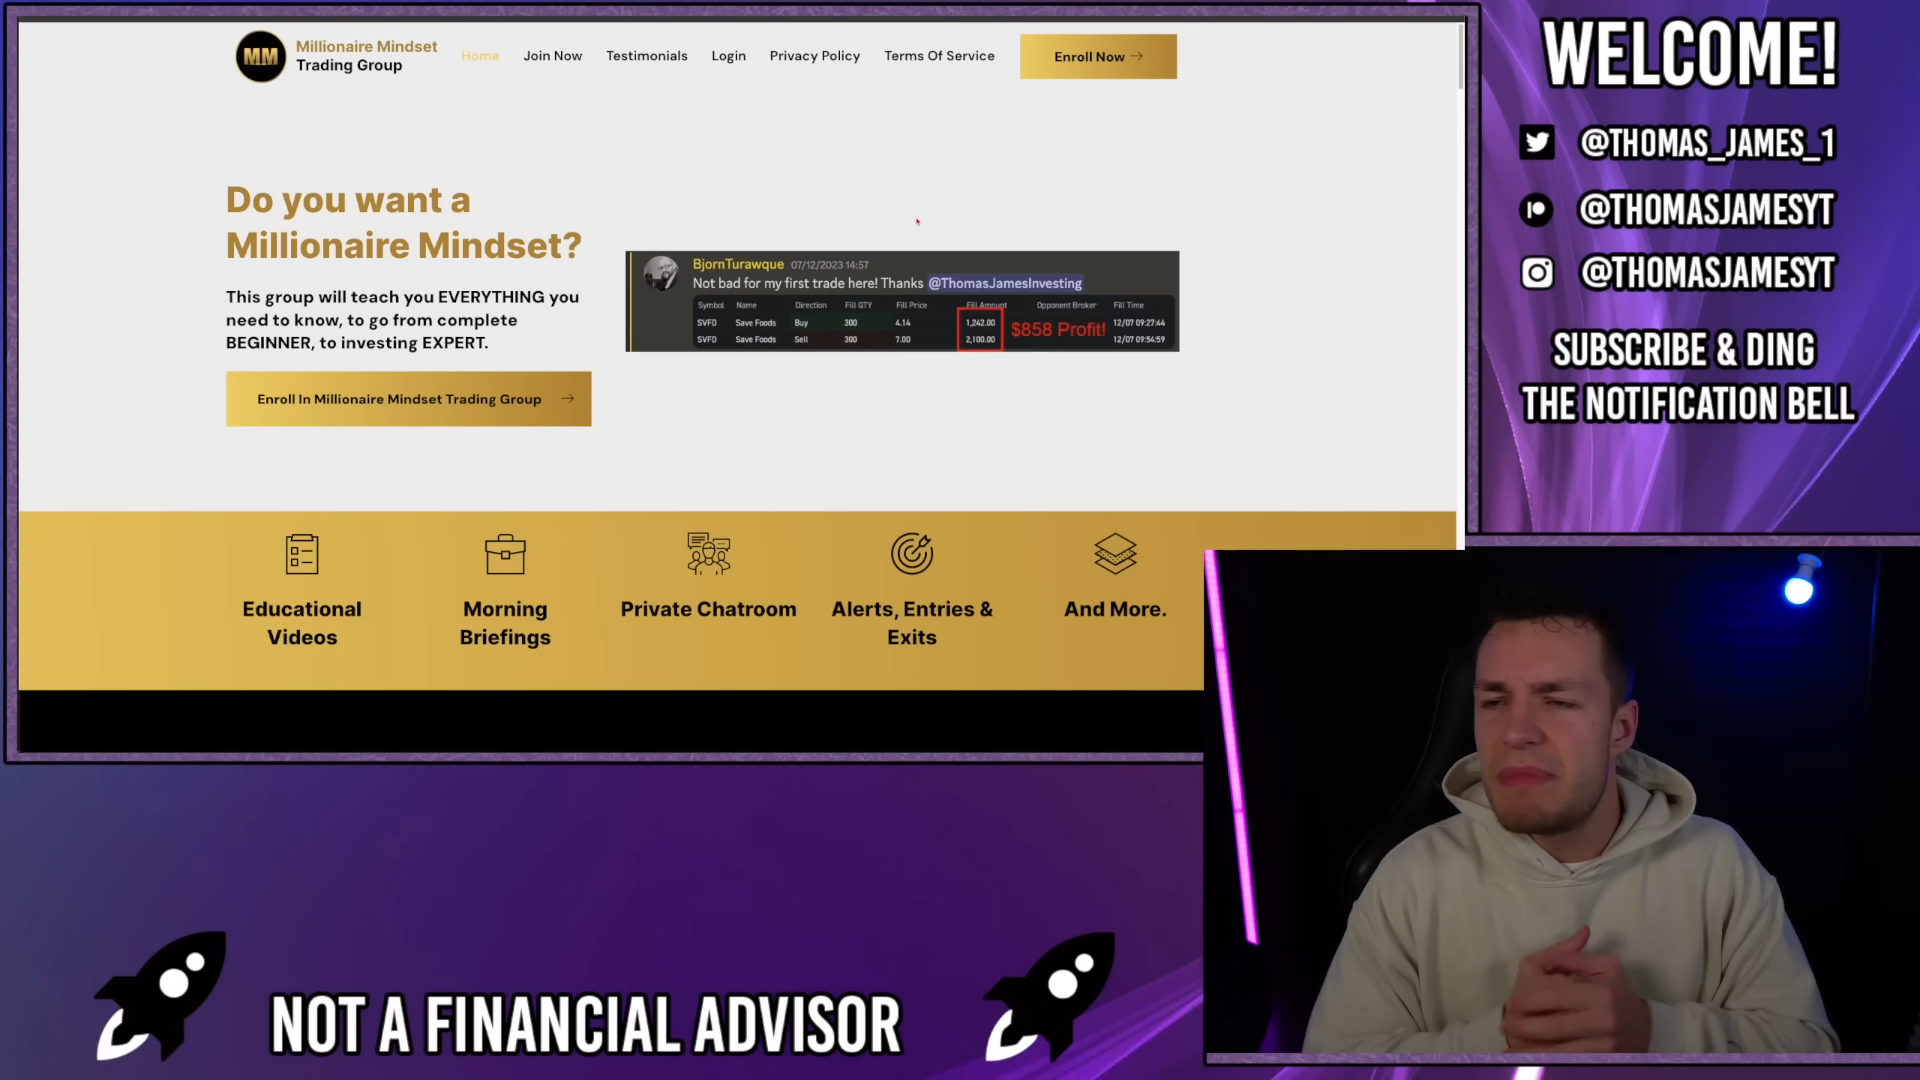 MM
Millionaire Mindset
Trading Group
Home
Join Now
Testimonials
Login
Privacy Policy
Terms Of Service
Enroll Now →
Do you want a
Millionaire Mindset?
This group will teach you EVERYTHING you
need to know, to go from complete
BEGINNER, to investing EXPERT.
Enroll In Millionaire Mindset Trading Group →
BjornTurawque 07/12/2023 14:57
Not bad for my first trade here! Thanks @ThomasJamesInvesting
Symbol Name Direction Fill QTY Fill Price Fill Amount Opponent Broker Fill Time
SVFD Save Foods Buy 300 4.14 1,242.00 12/07 09:27:44
$858 Profit!
SVFD Save Foods Sell 300 7.00 2,100.00 12/07 09:54:59
Educational
Videos
Morning
Briefings
Private Chatroom
Alerts, Entries &
Exits
And More.
WELCOME!
@THOMAS_JAMES_1
@THOMASJAMESYT
@THOMASJAMESYT
SUBSCRIBE & DING
THE NOTIFICATION BELL
NOT A FINANCIAL ADVISOR